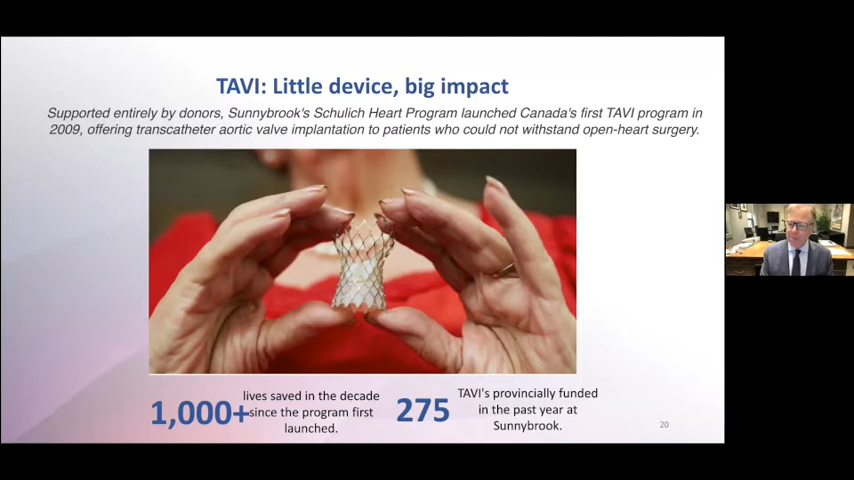 TAVI: Little device, big impact
Supported entirely by donors, Sunnybrook's Schulich Heart Program launched Canada's first TAVI program in
2009, offering transcatheter aortic valve implantation to patients who could not withstand open-heart surgery.
1,000+
lives saved in the decade
since the program first
launched.
275
TAVI's provincially funded
in the past year at
Sunnybrook.
20